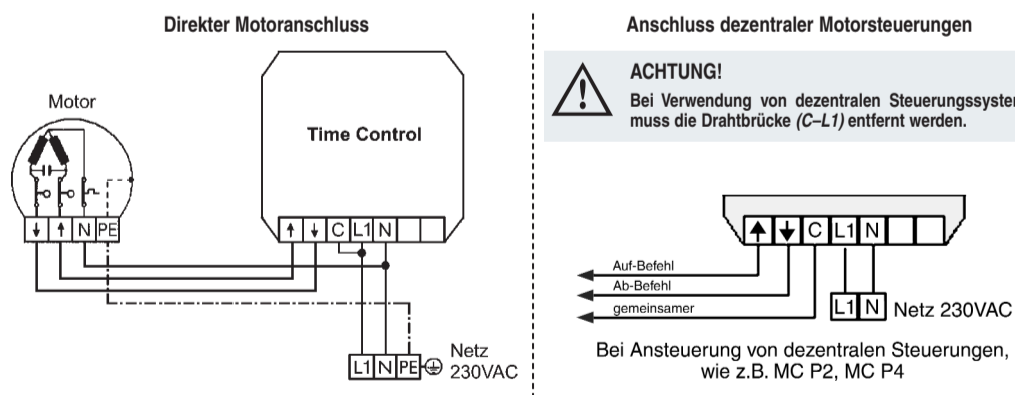 Direkter Motoranschluss
Motor
Time Control
↓ ↑ N PE
↑ ↓ C L1 N
L1 N PE
Netz
230VAC
Anschluss dezentraler Motorsteuerungen
ACHTUNG!
Bei Verwendung von dezentralen
muss die Drahtbrücke (C–L1) entfernt werden.
↑ ↓ C L1 N
Auf-Befehl
Ab-Befehl
gemeinsamer
L1 N Netz 230VAC
Bei Ansteuerung von dezentralen Steuerungen,
wie z.B. MC P2, MC P4